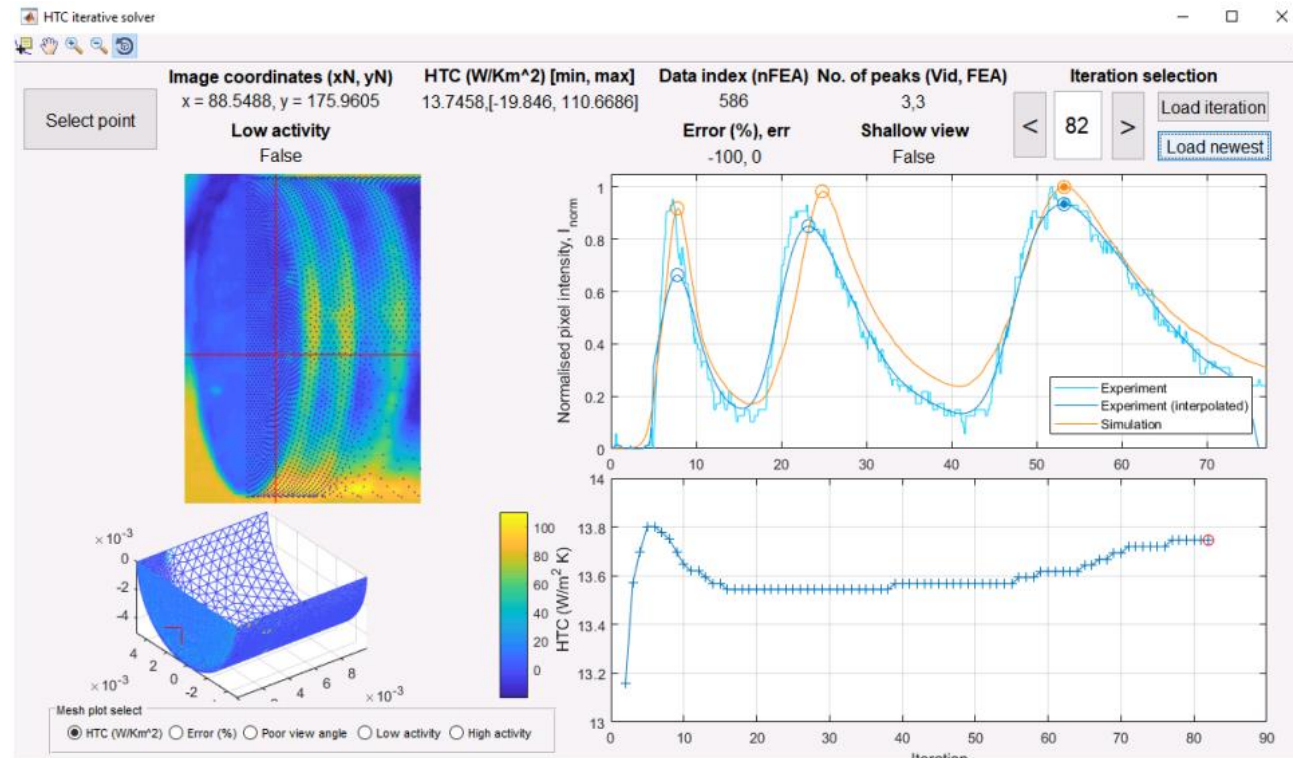 HTC iterative solver
Select point
Image coordinates (xN, yN)
x = 88.5488, y = 175.9605
Low activity
False
HTC (W/Km^2) [min, max]
13.7458,[-19.846, 110.6686]
Data index (nFEA)
586
Error (%), err
-100, 0
No. of peaks (Vid, FEA)
3,3
Shallow view
False
Iteration selection
<
82
>
Load iteration
Load newest
Normalised pixel intensity, I_norm
1
0.8
0.6
0.4
0.2
0
0 10 20 30 40 50 60 70
Experiment
Experiment (interpolated)
Simulation
×10-3
0
-2
-4
4
2
0
-2
×10-3
4 6 8
×10-3
100
80
60
40
20
0
HTC (W/m2 K)
14
13.8
13.6
13.4
13.2
13
0 10 20 30 40 50 60 70 80 90
Iteration
Mesh plot select
HTC (W/Km^2) Error (%) Poor view angle Low activity High activity